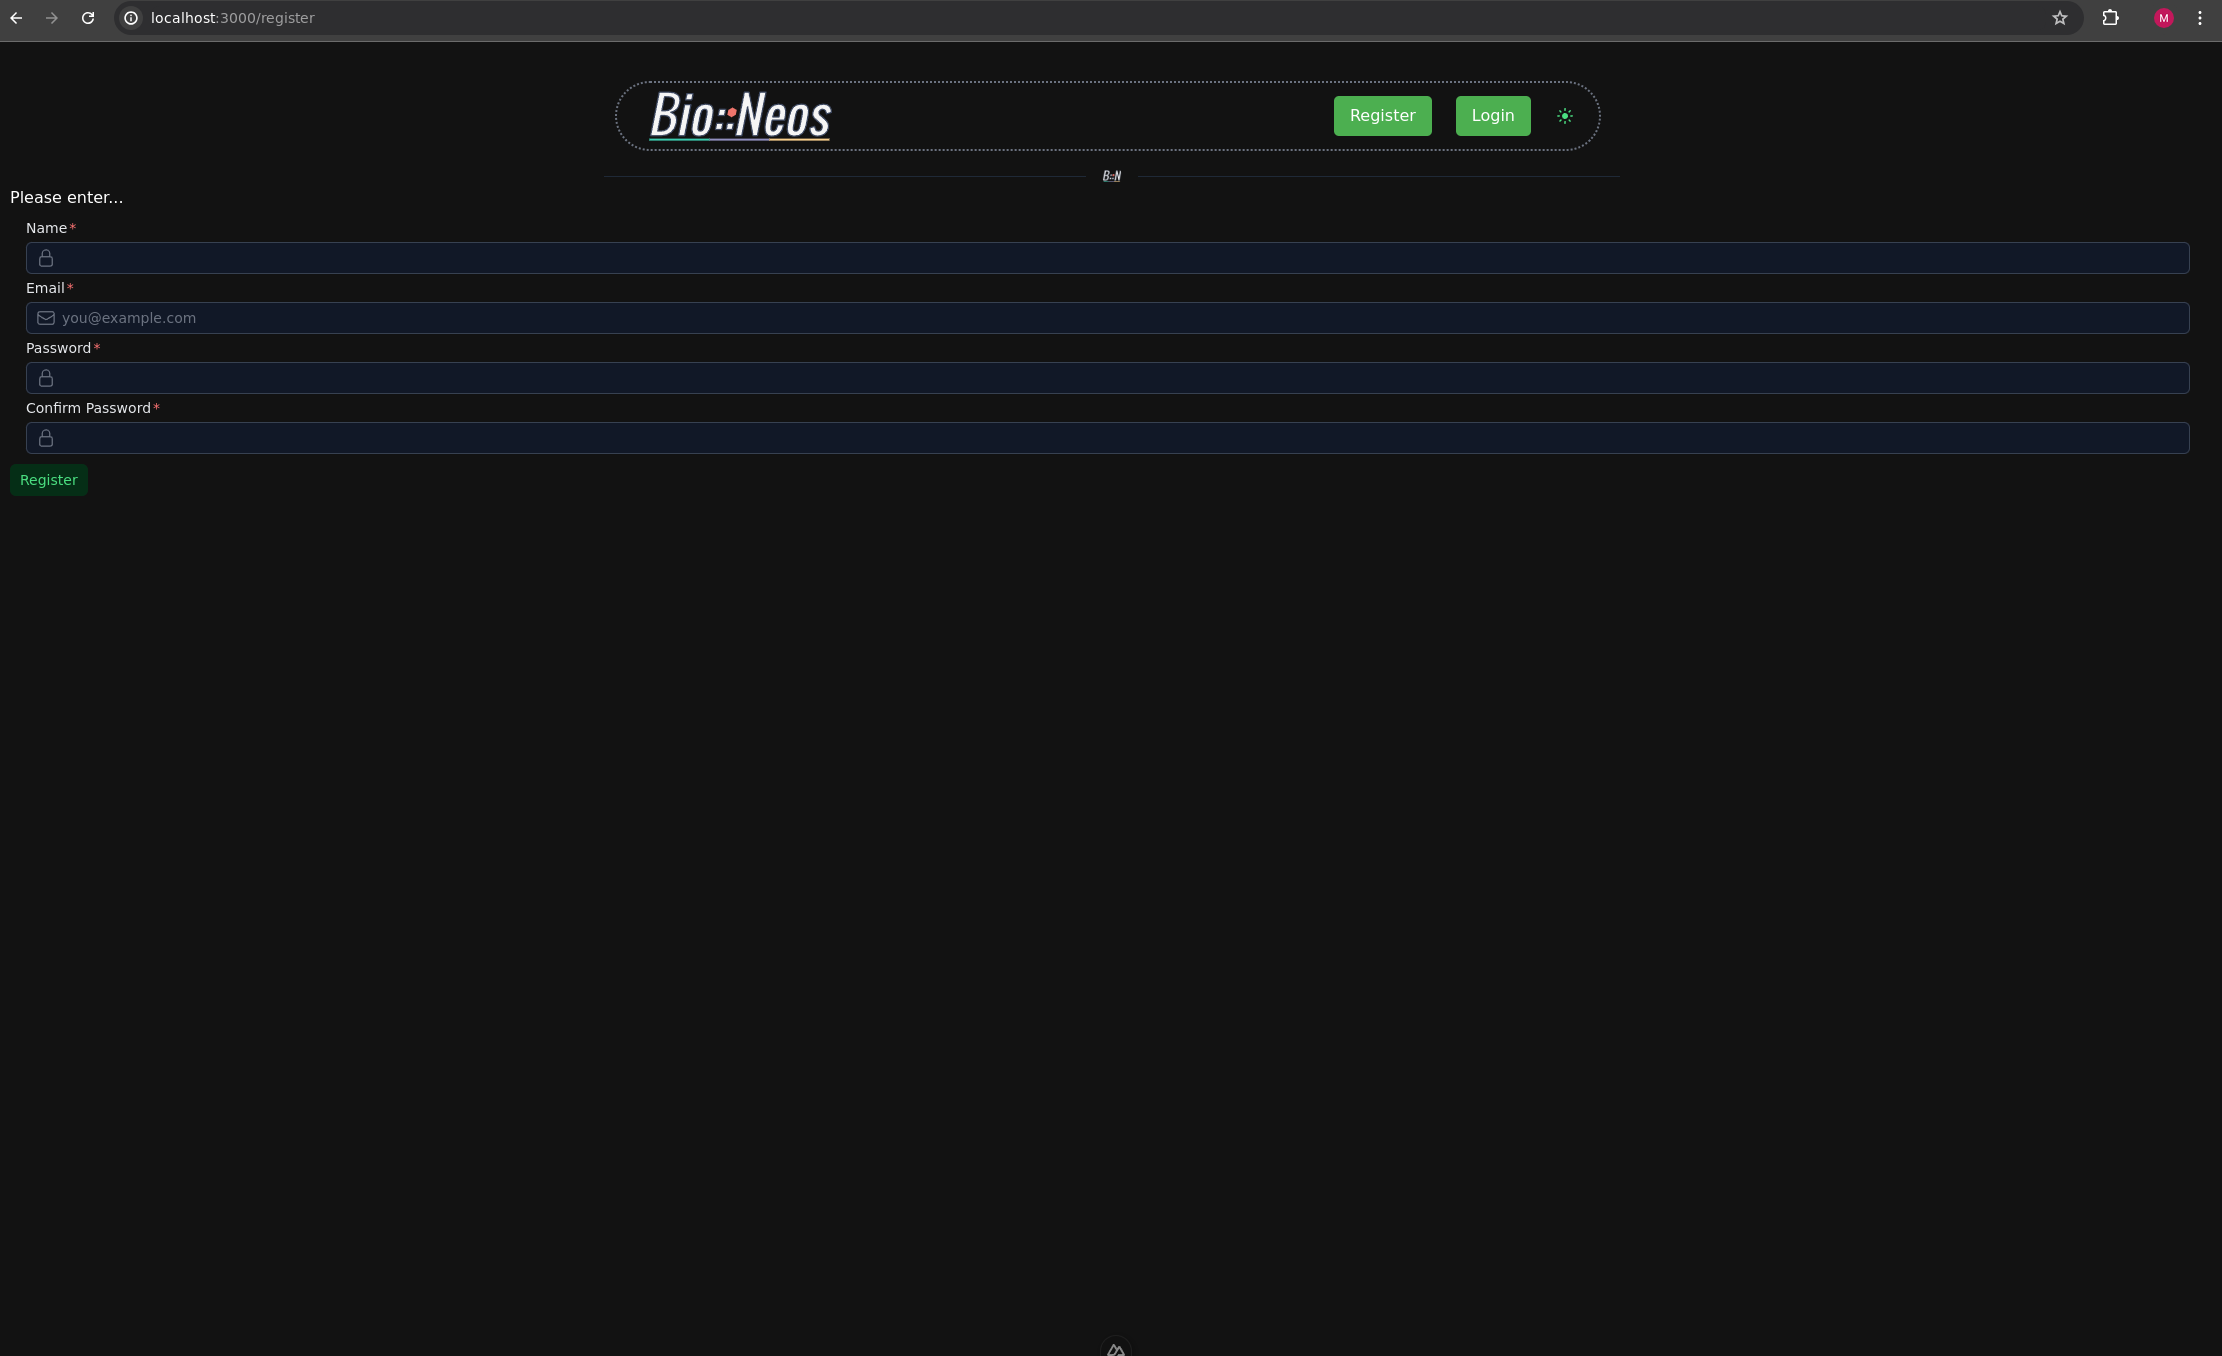 localhost:3000/register
M
Bio::Neos
Register
Login
B::N
Please enter...
Name*
Email*
you@example.com
Password*
Confirm Password*
Register